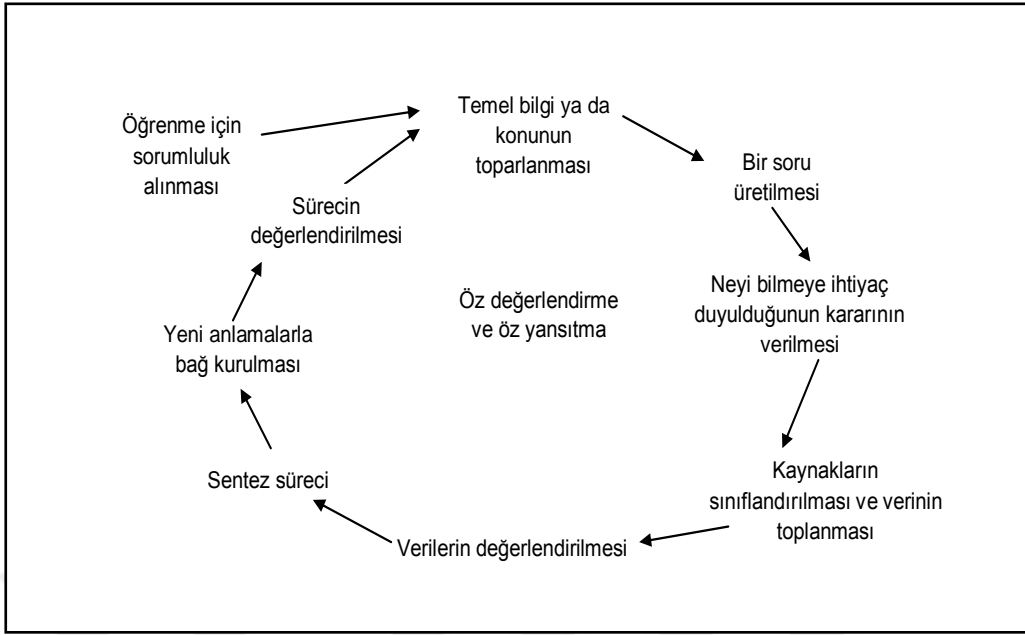 Öğrenme için
sorumluluk
alınması
Temel bilgi ya da
konunun
toparlanması
Bir soru
üretilmesi
Neyi bilmeye ihtiyaç
duyulduğunun kararının
verilmesi
Kaynakların
sınıflandırılması ve verinin
toplanması
Verilerin değerlendirilmesi
Sentez süreci
Yeni anlamalarla
bağ kurulması
Sürecin
değerlendirilmesi
Öz değerlendirme
ve öz yansıtma